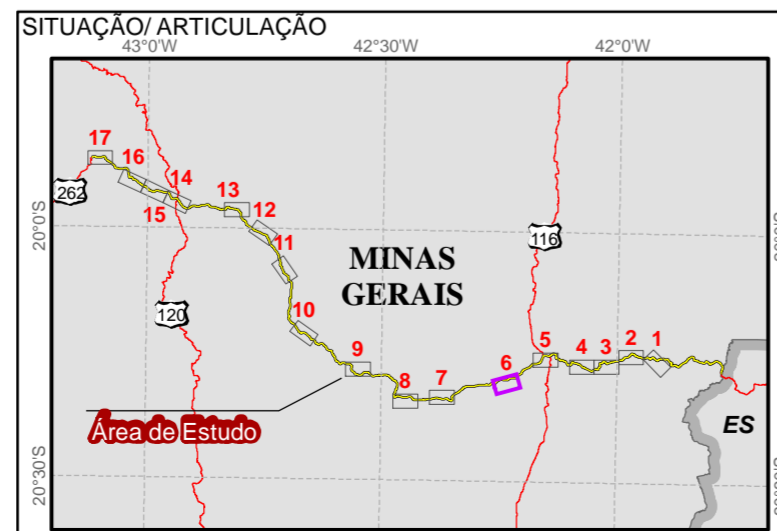 SITUAÇÃO/ ARTICULAÇÃO
43°0'W
42°30'W
42°0'W
17
16
262
15
14
13
12
11
20°0'S
116
MINAS
GERAIS
120
10
9
8
7
6
5
4
3
2
1
Área de Estudo
ES
20°30'S